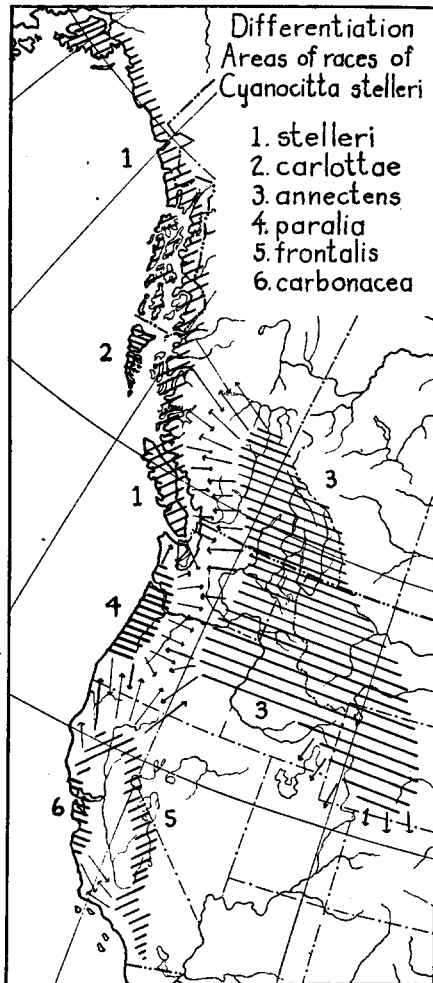 Differentiation
Areas of races of
Cyanocitta stelleri
1. stelleri
2. carlottae
3. annectens
4. paralia
5. frontalis
6. carbonacea
1
2
3
1
4
3
6
5